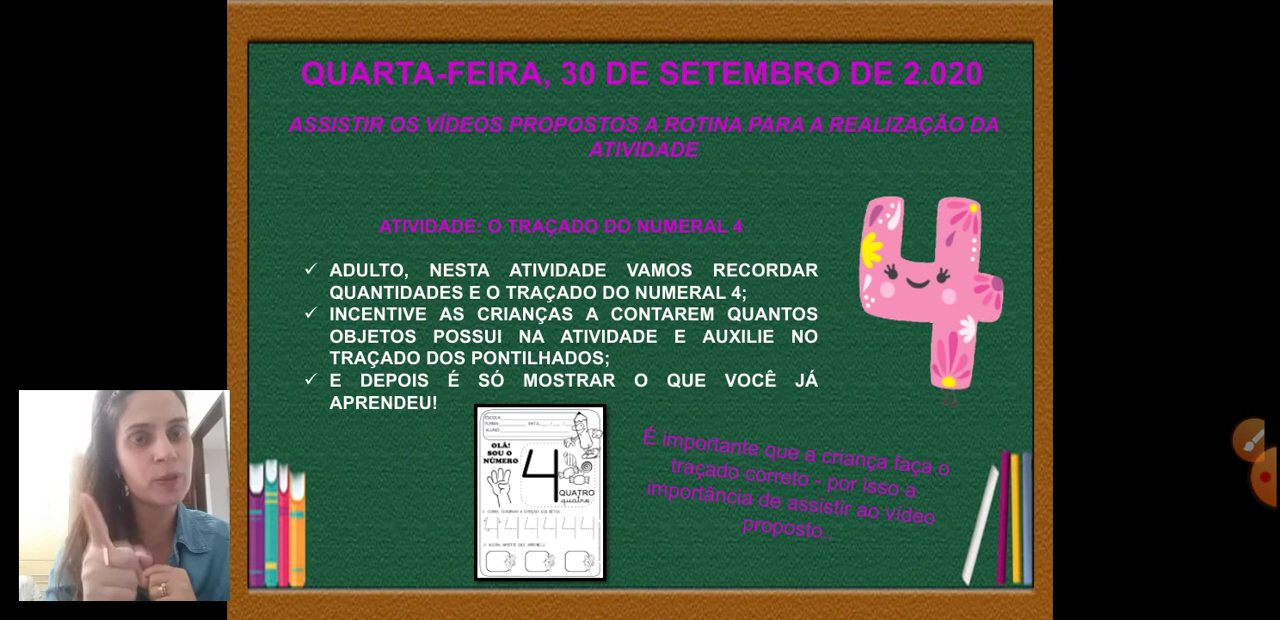 QUARTA-FEIRA, 30 DE SETEMBRO DE 2.020
ASSISTIR OS VÍDEOS PROPOSTOS A ROTINA PARA A REALIZAÇÃO DA
ATIVIDADE
ATIVIDADE: O TRAÇADO DO NUMERAL 4
ADULTO, NESTA ATIVIDADE VAMOS RECORDAR
QUANTIDADES E O TRAÇADO DO NUMERAL 4;
INCENTIVE AS CRIANÇAS A CONTAREM QUANTOS
OBJETOS POSSUI NA ATIVIDADE E AUXILIE NO
TRAÇADO DOS PONTILHADOS;
E DEPOIS É SÓ MOSTRAR O QUE VOCÊ JÁ
APRENDEU!
OLÁ!
SOU O
NÚMERO
4
QUATRO
quatro
É importante que a criança faça o
traçado correto - por isso a
importância de assistir ao vídeo
proposto..